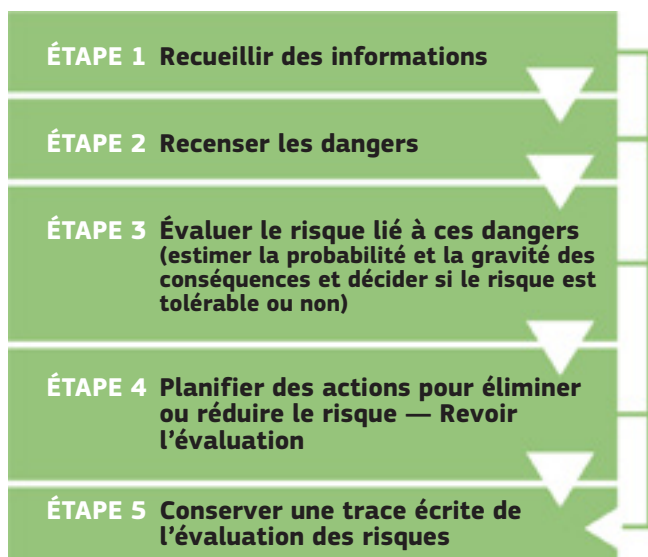 ÉTAPE 1 Recueillir des informations
ÉTAPE 2 Recenser les dangers
ÉTAPE 3 Évaluer le risque lié à ces dangers
(estimer la probabilité et la gravité des
conséquences et décider si le risque est
tolérable ou non)
ÉTAPE 4 Planifier des actions pour éliminer
ou réduire le risque — Revoir
l’évaluation
ÉTAPE 5 Conserver une trace écrite de
l’évaluation des risques